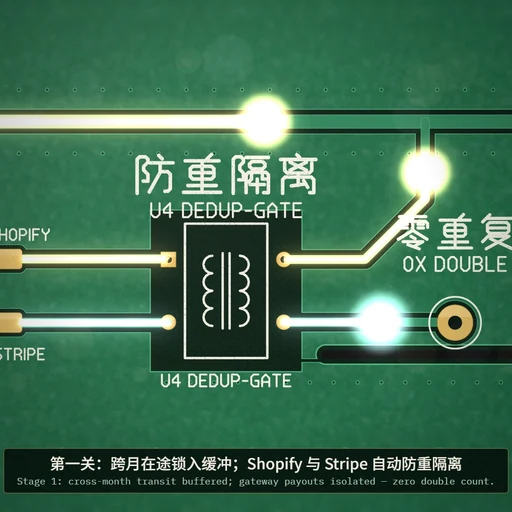 防重隔离
U4 DEDUP-GATE
HOPIFY
零重复
0X DOUBLE
STRIPE
U4 DEDUP-GATE
第一关：跨月在途锁入缓冲；Shopify 与 Stripe 自动防重隔离
Stage 1: cross-month transit buffered; gateway payouts isolated — zero double count.